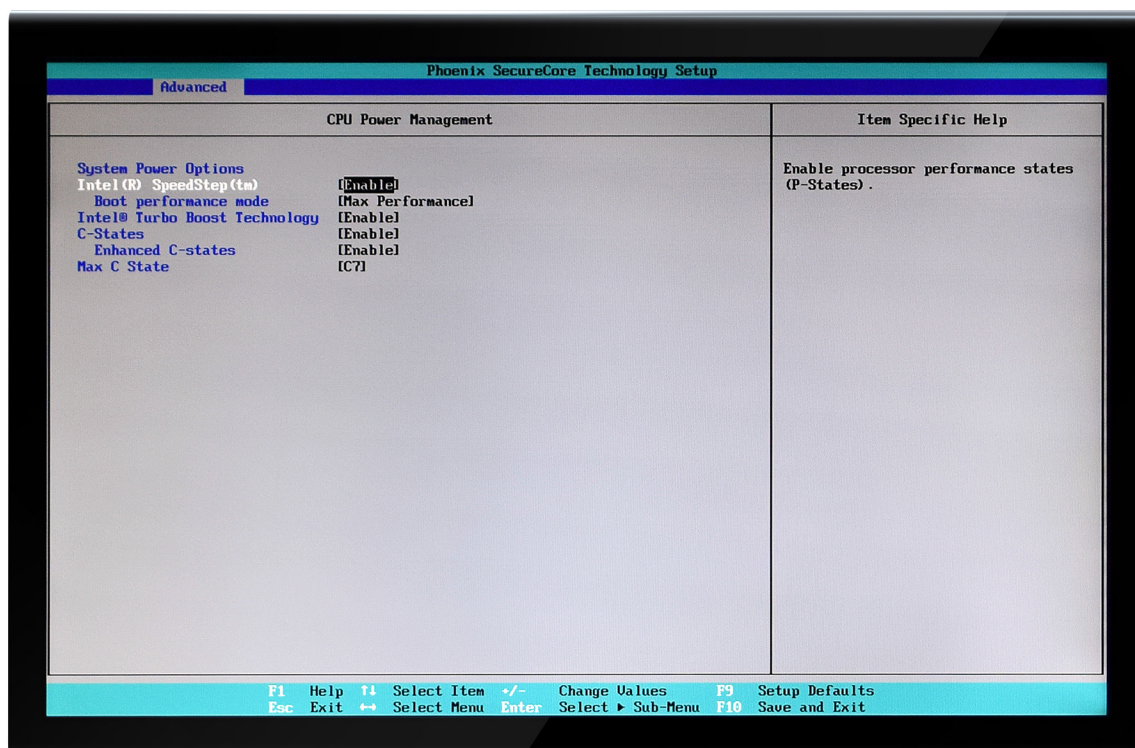 Phoenix SecureCore Technology Setup
Advanced
CPU Power Management
Item Specific Help
System Power Options
Intel(R) SpeedStep(tm) [Enable]
Boot performance mode [Max Performance]
Intel® Turbo Boost Technology [Enable]
C-States [Enable]
Enhanced C-states [Enable]
Max C State [C7]
Enable processor performance states
(P-States).
F1 Help ↑↓ Select Item +/- Change Values F9 Setup Defaults
Esc Exit ↔ Select Menu Enter Select ▶ Sub-Menu F10 Save and Exit